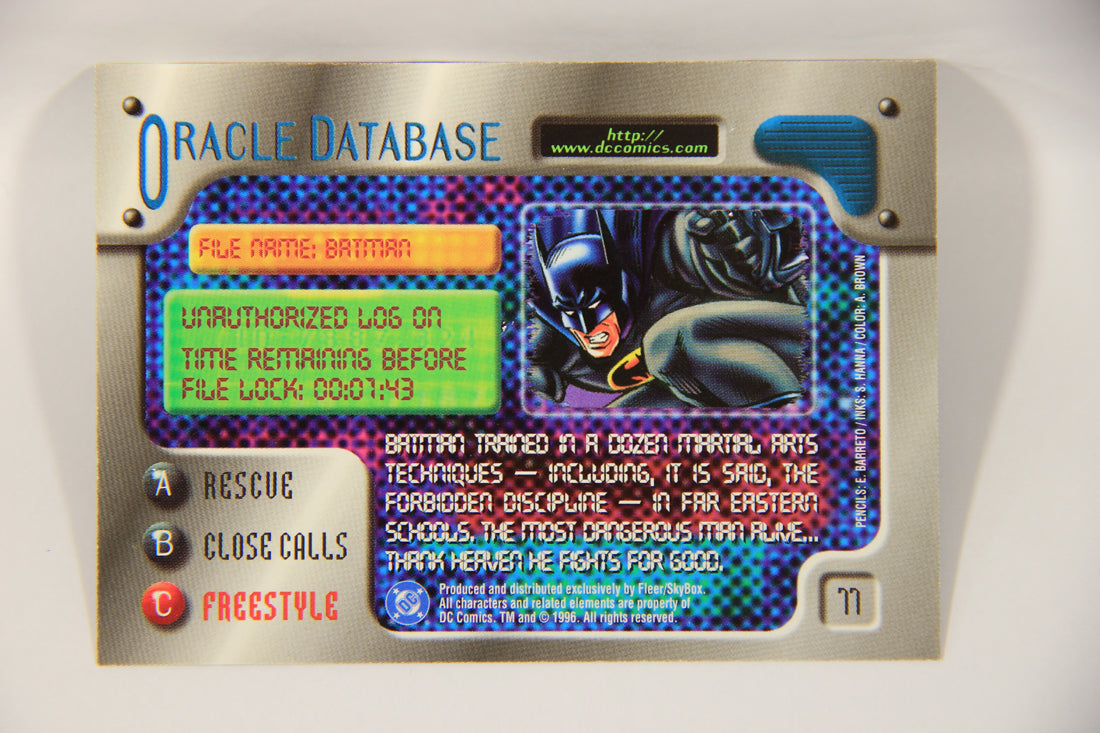 ORACLE DATABASE
http://
www.dccomics.com
FILE NAME: BATMAN
UNAUTHORIZED LOG ON
TIME REMAINING BEFORE
FILE LOCK: 00:07:43
BATMAN TRAINED IN A DOZEN MARTIAL ARTS
TECHNIQUES — INCLUDING, IT IS SAID, THE
FORBIDDEN DISCIPLINE — IN FAR EASTERN
SCHOOLS. THE MOST DANGEROUS MAN ALIVE...
THANK HEAVEN HE FIGHTS FOR GOOD.
PENCILS: E. BARRETO / INKS: S. HANNA / COLOR: A. BROWN
A RESCUE
B CLOSE CALLS
C FREESTYLE
DC
Produced and distributed exclusively by Fleer/SkyBox.
All characters and related elements are property of
DC Comics. TM and © 1996. All rights reserved.
77